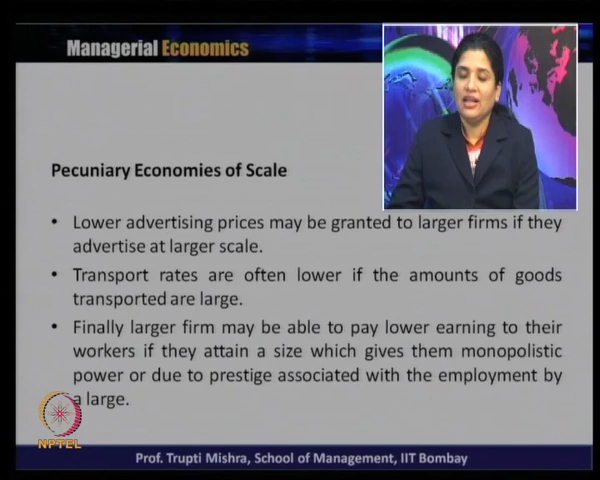 Managerial Economics
Pecuniary Economies of Scale
• Lower advertising prices may be granted to larger firms if they
advertise at larger scale.
• Transport rates are often lower if the amounts of goods
transported are large.
• Finally larger firm may be able to pay lower earning to their
workers if they attain a size which gives them monopolistic
power or due to prestige associated with the employment by
a large.
NPTEL
Prof. Trupti Mishra, School of Management, IIT Bombay